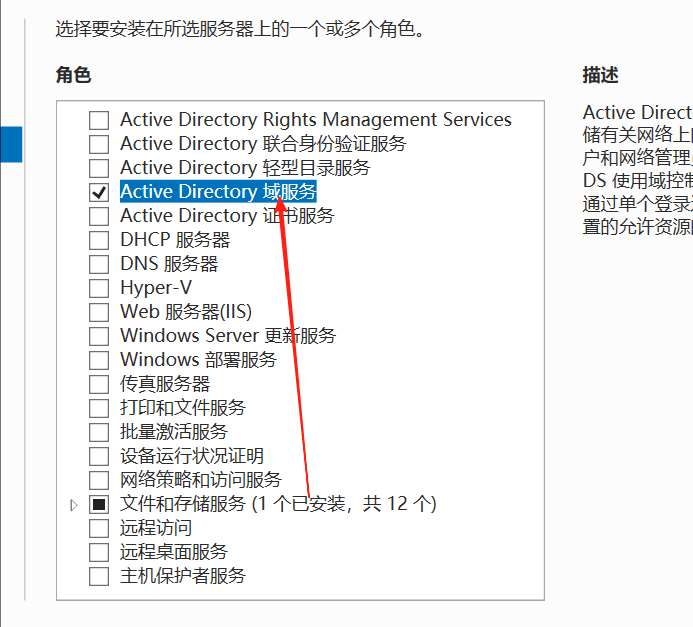 选择要安装在所选服务器上的一个或多个角色。
角色
描述
Active Directory Rights Management Services
Active Directory 联合身份验证服务
Active Directory 轻型目录服务
Active Directory 域服务
Active Directory 证书服务
DHCP 服务器
DNS 服务器
Hyper-V
Web 服务器(IIS)
Windows Server 更新服务
Windows 部署服务
传真服务器
打印和文件服务
批量激活服务
设备运行状况证明
网络策略和访问服务
文件和存储服务 (1 个已安装，共 12 个)
远程访问
远程桌面服务
主机保护者服务
Active Direct
储有关网络上
户和网络管理
DS 使用域控
通过单个登录
置的允许资源